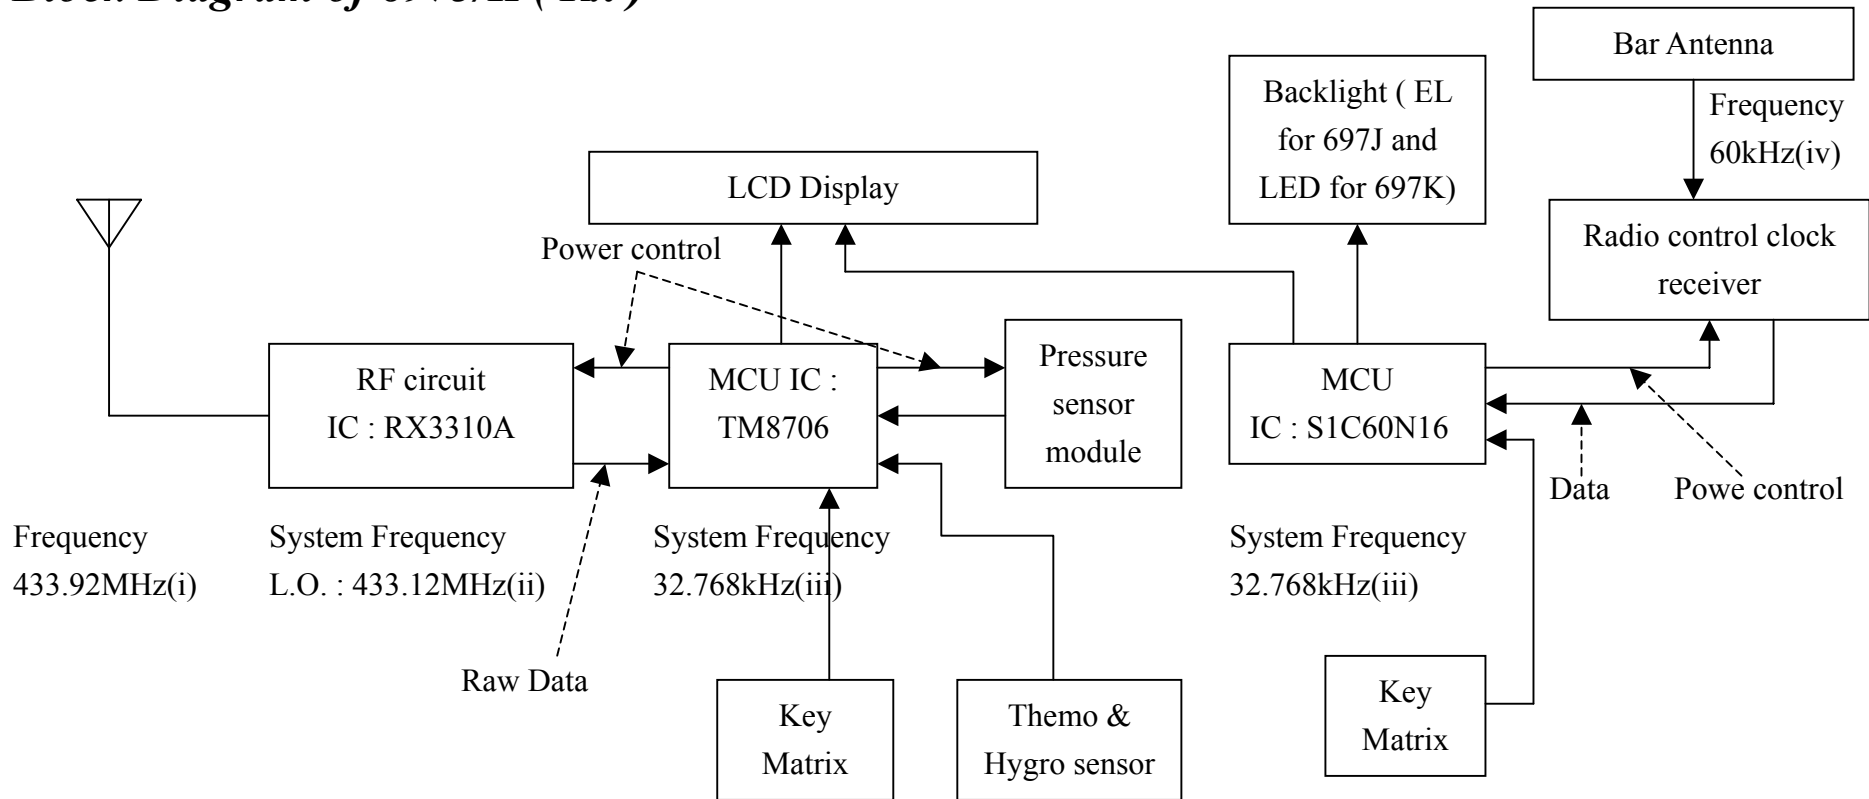 Bar Antenna
Backlight ( EL
for 697J and
LED for 697K)
Frequency
60kHz(iv)
LCD Display
Radio control clock
receiver
Power control
RF circuit
IC : RX3310A
MCU IC :
TM8706
Pressure
sensor
module
MCU
IC : S1C60N16
Data
Powe control
Frequency
433.92MHz(i)
System Frequency
L.O. : 433.12MHz(ii)
System Frequency
32.768kHz(iii)
System Frequency
32.768kHz(iii)
Raw Data
Key
Matrix
Themo &
Hygro sensor
Key
Matrix